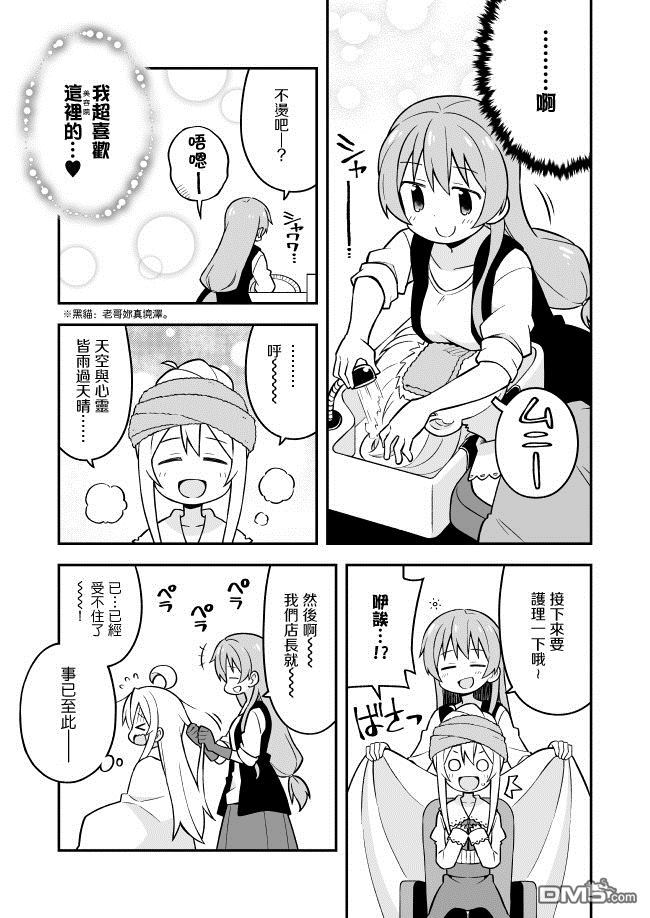 ………啊
シャー…
ムニー
不燙吧—?
唔嗯—
シャワワ…
我超喜歡
這裡的…♥
美容院
※黑貓：老哥妳真燒澤。
………
呼～
天空與心靈
皆雨過天晴……
接下來要
護理一下哦～
咿誒…!?
ばさっ
然後啊～
我們店長就～
ペラ
ペラ
已…已經
受不住了
～～!
事已至此——
DM5.com